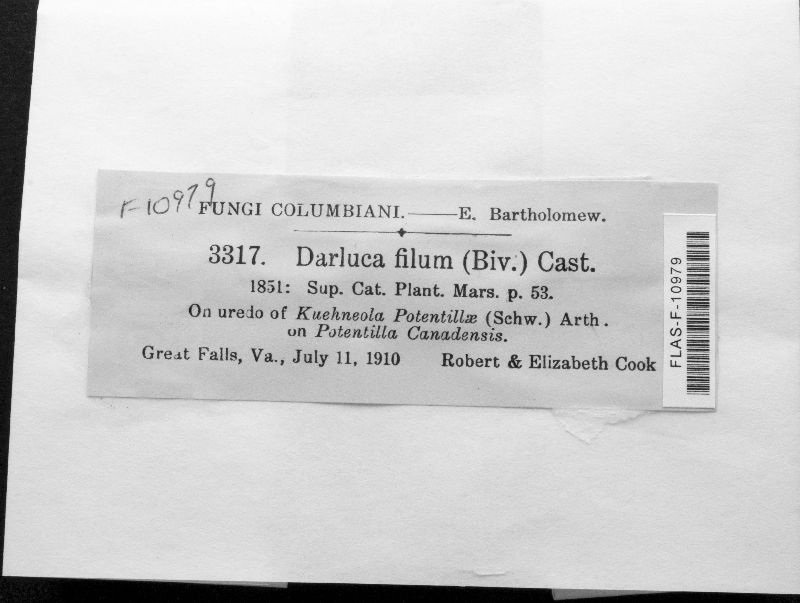 F-10979
FUNGI COLUMBIANI.——E. Bartholomew.
3317. Darluca filum (Biv.) Cast.
1851: Sup. Cat. Plant. Mars. p. 53.
On uredo of Kuehneola Potentillæ (Schw.) Arth.
on Potentilla Canadensis.
Great Falls, Va., July 11, 1910 Robert & Elizabeth Cook
FLAS-F-10979